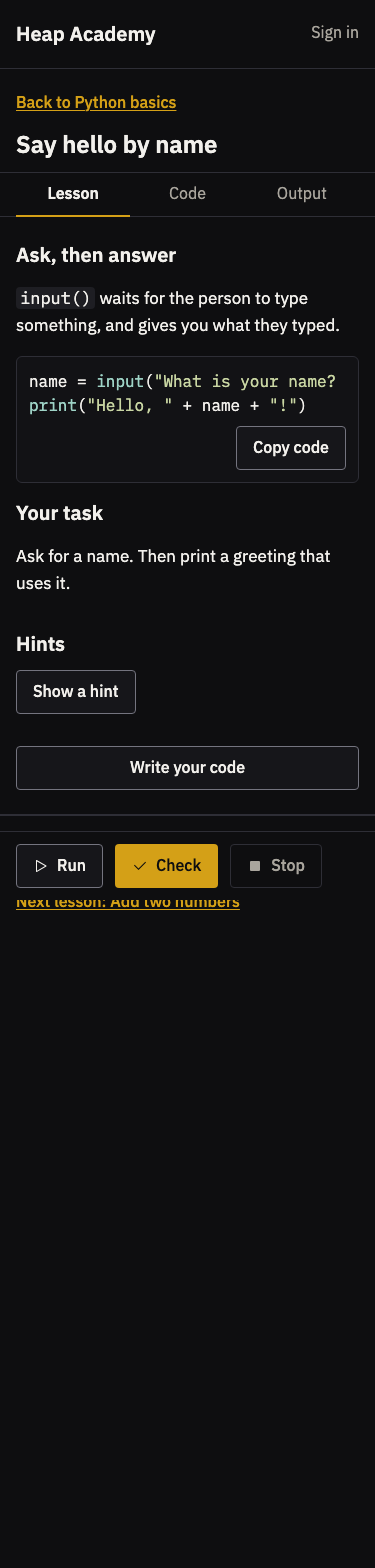 Heap Academy
Sign in
Back to Python basics
Say hello by name
Lesson
Code
Output
Ask, then answer
input() waits for the person to type
something, and gives you what they typed.
name = input("What is your name?
print("Hello, " + name + "!")
Copy code
Your task
Ask for a name. Then print a greeting that
uses it.
Hints
Show a hint
Write your code
Run
Check
Stop
Next lesson: Add two numbers